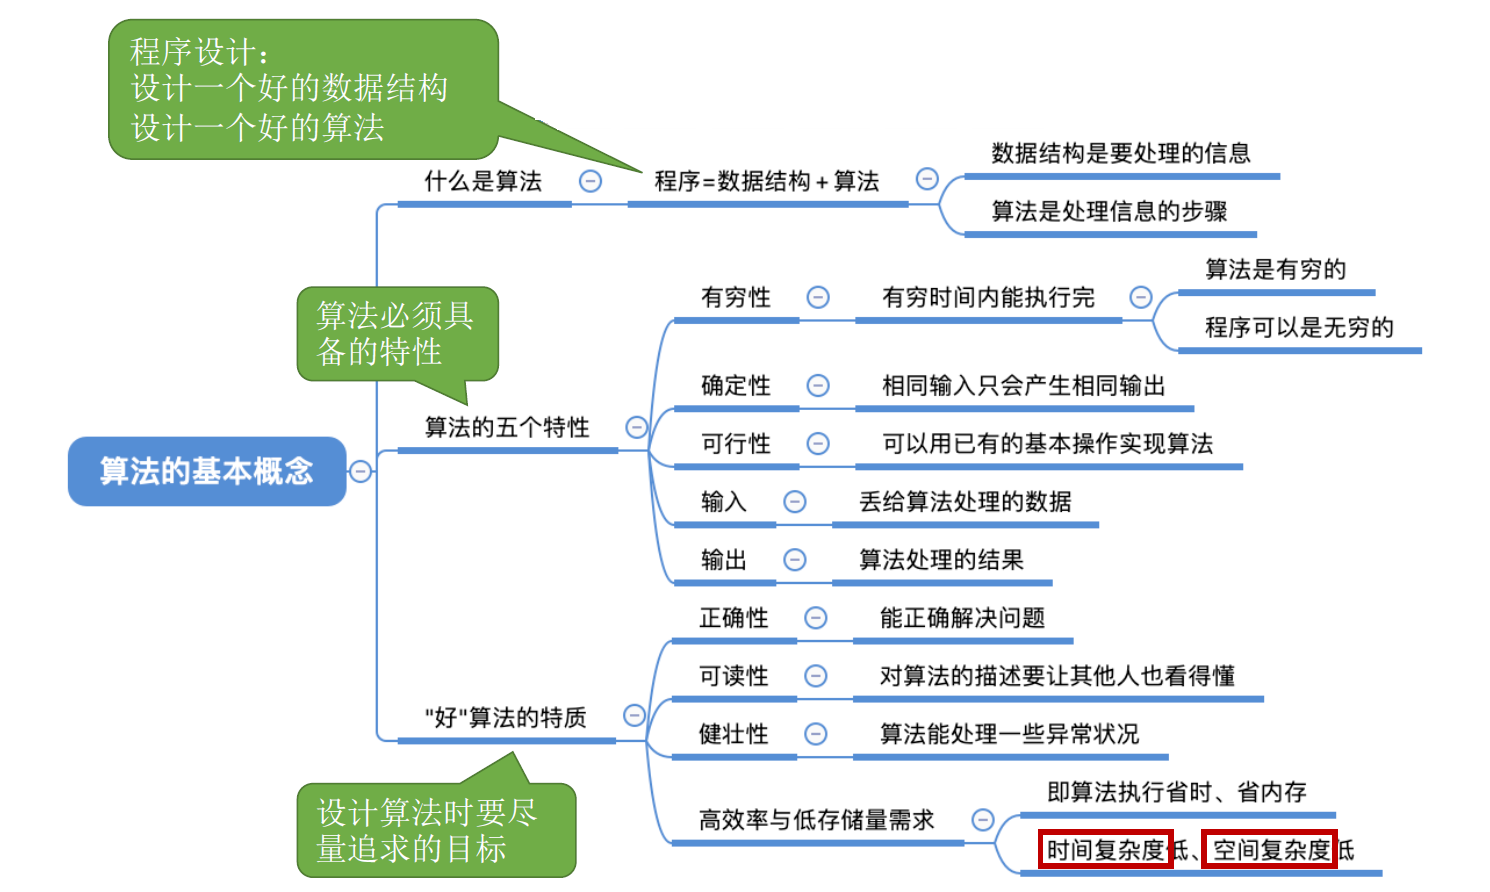 程序设计：
设计一个好的数据结构
设计一个好的算法
什么是算法
程序=数据结构+算法
数据结构是要处理的信息
算法是处理信息的步骤
算法必须具
备的特性
算法的五个特性
有穷性
有穷时间内能执行完
算法是有穷的
程序可以是无穷的
确定性
相同输入只会产生相同输出
可行性
可以用已有的基本操作实现算法
输入
丢给算法处理的数据
输出
算法处理的结果
算法的基本概念
"好"算法的特质
正确性
能正确解决问题
可读性
对算法的描述要让其他人也看得懂
健壮性
算法能处理一些异常状况
高效率与低存储量需求
即算法执行省时、省内存
时间复杂度低、空间复杂度低
设计算法时要尽
量追求的目标